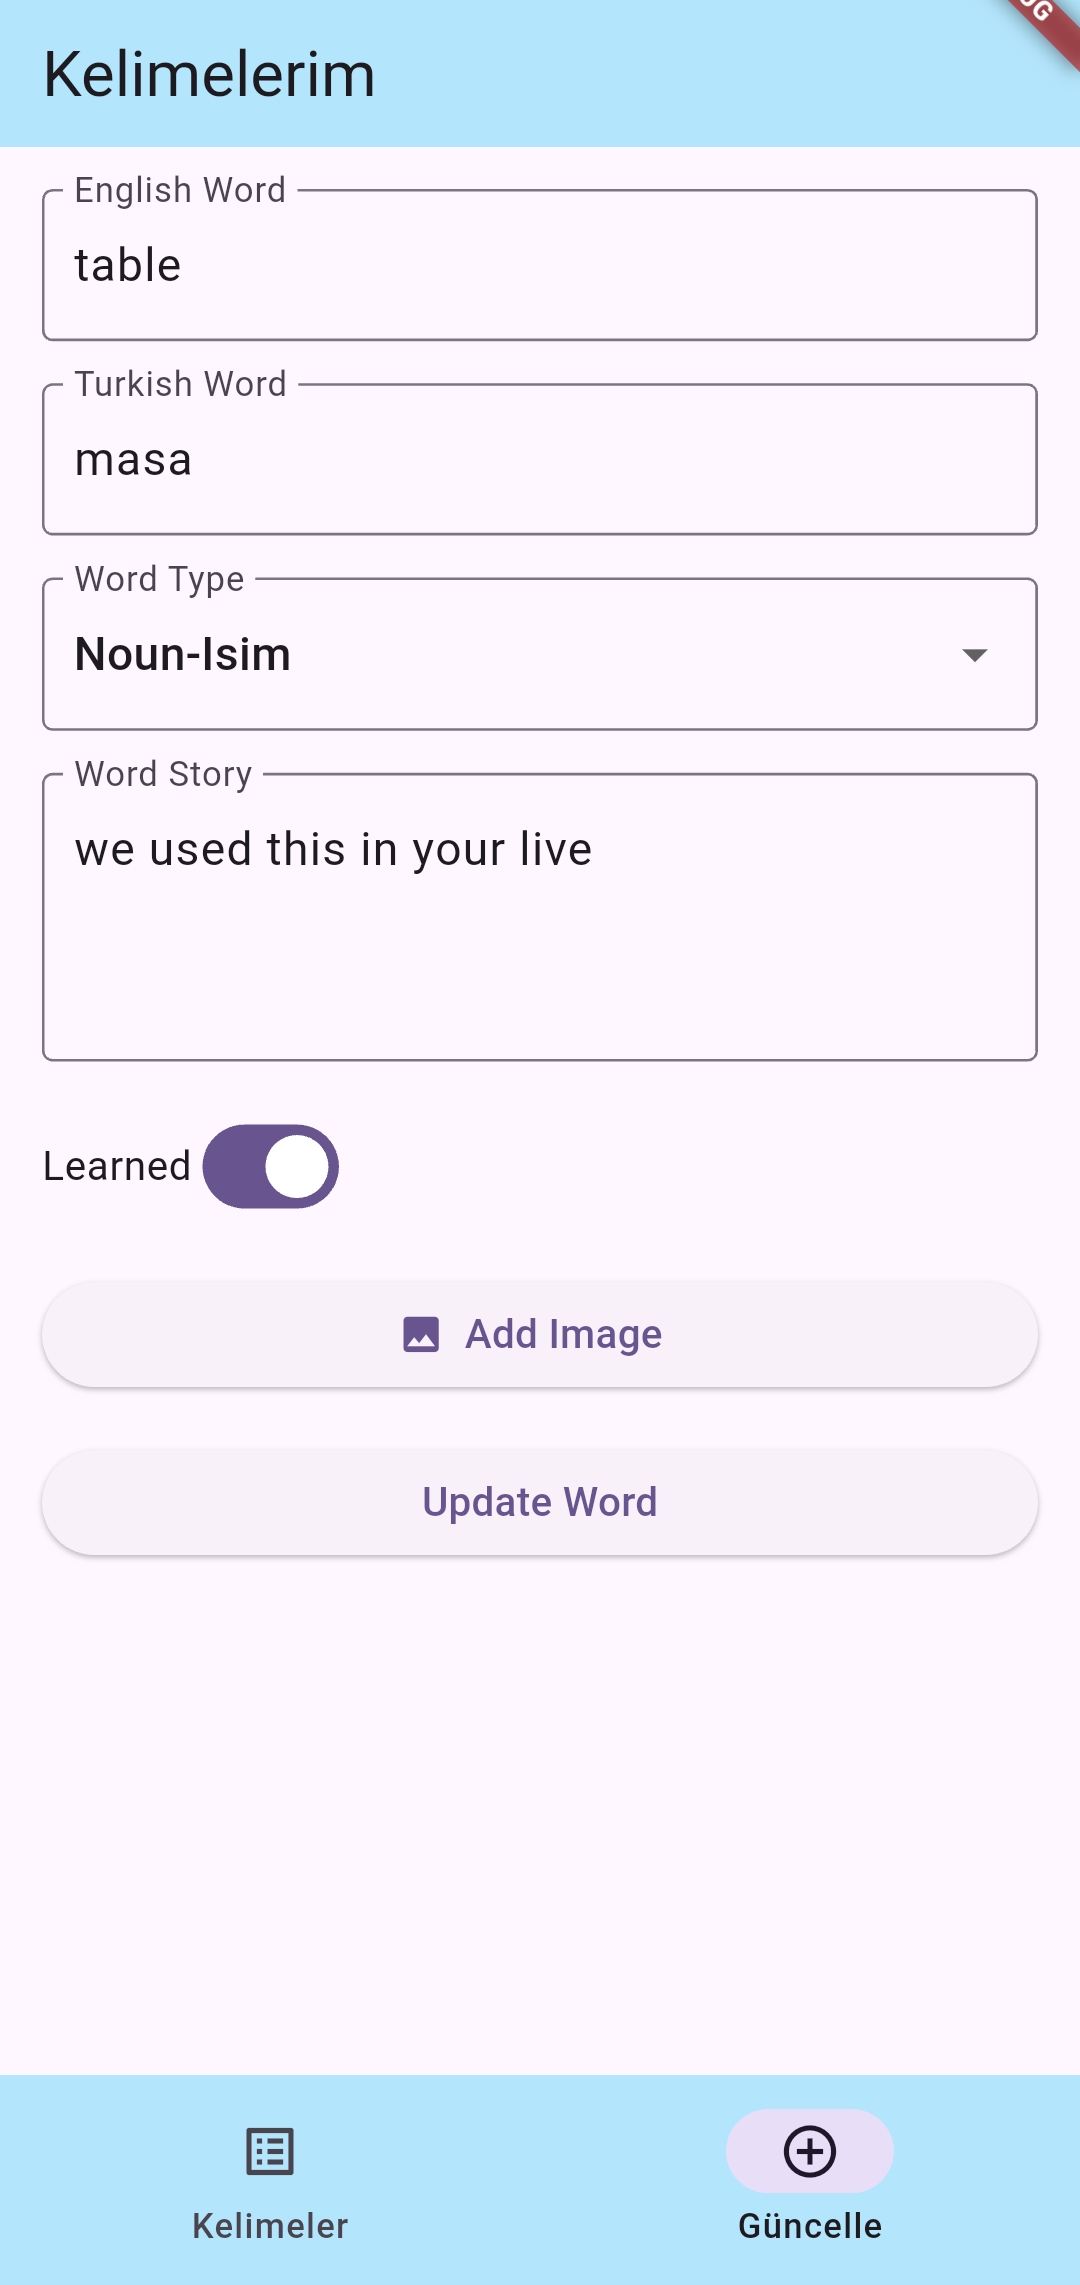 Kelimelerim
English Word
table
Turkish Word
masa
Word Type
Noun-Isim
Word Story
we used this in your live
Learned
Add Image
Update Word
Kelimeler
Güncelle